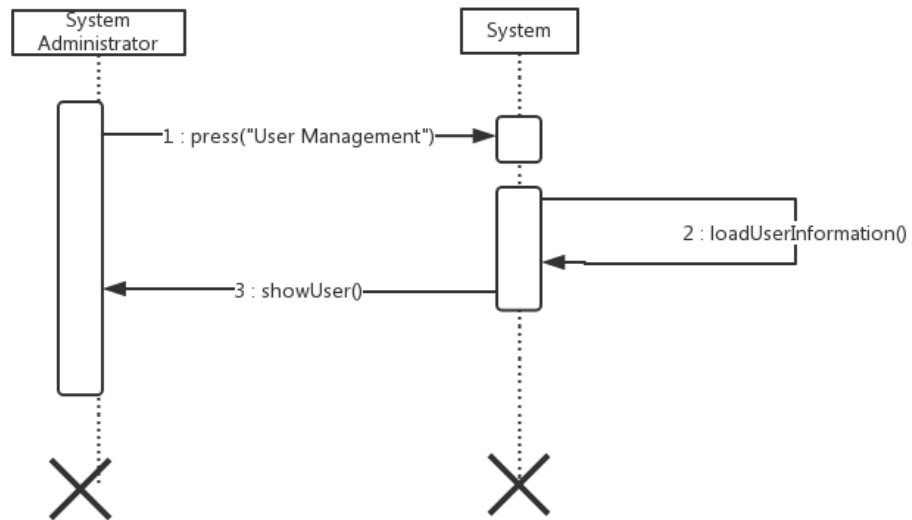 System
Administrator
System
1 : press("User Management")
2 : loadUserInformation()
3 : showUser()